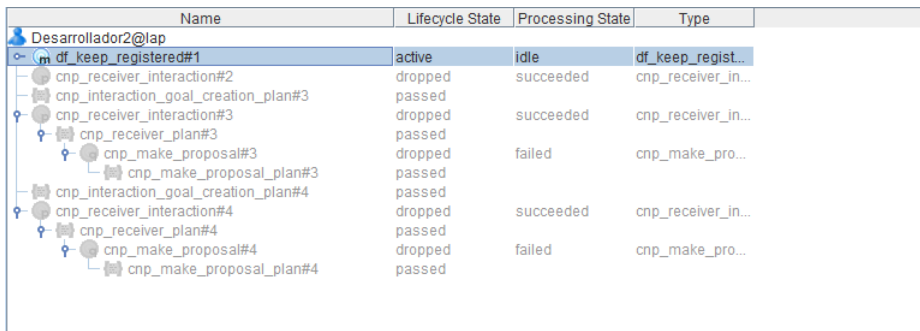 Name Lifecycle State Processing State Type
Desarrollador2@lap
df_keep_registered#1 active idle df_keep_regist...
cnp_receiver_interaction#2 dropped succeeded cnp_receiver_in...
cnp_interaction_goal_creation_plan#3 passed
cnp_receiver_interaction#3 dropped succeeded cnp_receiver_in...
cnp_receiver_plan#3 passed
cnp_make_proposal#3 dropped failed cnp_make_pro...
cnp_make_proposal_plan#3 passed
cnp_interaction_goal_creation_plan#4 passed
cnp_receiver_interaction#4 dropped succeeded cnp_receiver_in...
cnp_receiver_plan#4 passed
cnp_make_proposal#4 dropped failed cnp_make_pro...
cnp_make_proposal_plan#4 passed